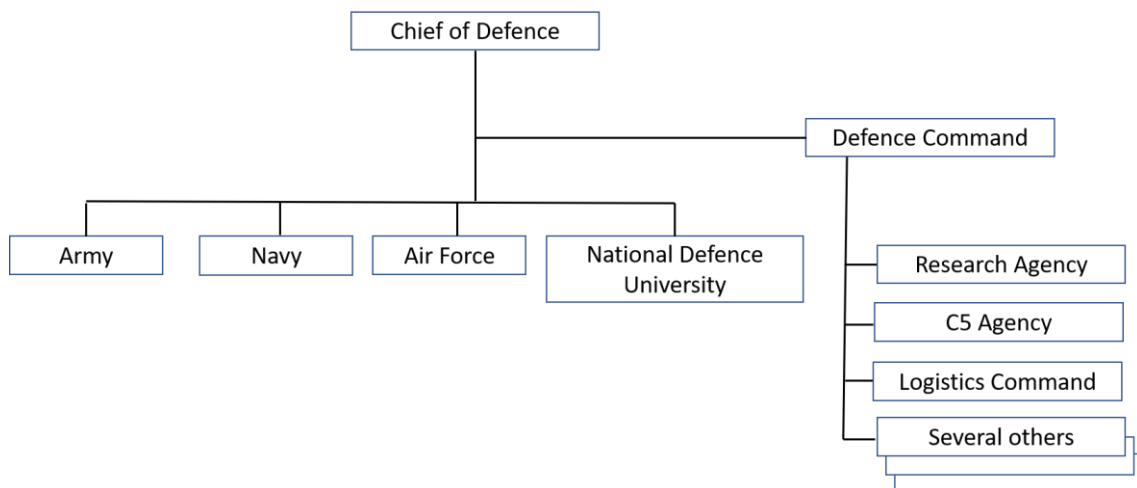 Chief of Defence
Defence Command
Army
Navy
Air Force
National Defence
University
Research Agency
C5 Agency
Logistics Command
Several others